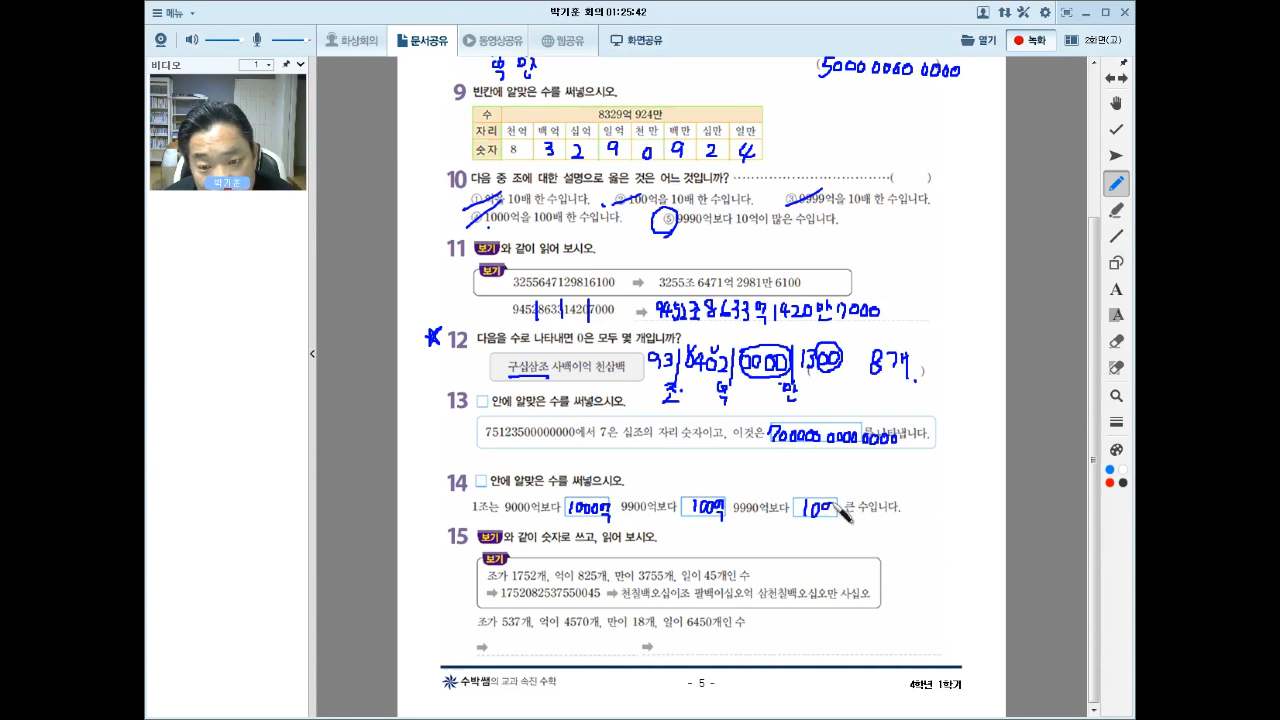 메뉴 박기훈 회의 01:25:42
화상회의 문서공유 동영상공유 웹공유 화면공유 열기 녹화 2화면(고)
비디오 1
박기훈
억 만 5000 0000 0000
9 빈칸에 알맞은 수를 써넣으시오.
수 8329억 924만
자리 천억 백억 십억 일억 천만 백만 십만 일만
숫자 8 3 2 9 0 9 2 4
10 다음 중 조에 대한 설명으로 옳은 것은 어느 것입니까? ( )
① 억을 10배 한 수입니다. ② 100억을 10배 한 수입니다. ③ 9999억을 10배 한 수입니다.
④ 1000억을 100배 한 수입니다. ⑤ 9990억보다 10억이 많은 수입니다.
11 보기와 같이 읽어 보시오.
보기
3255647129816100 ➡ 3255조 6471억 2981만 6100
9452863314207000 ➡ 9452조 8633억 1420만 7000
12 다음을 수로 나타내면 0은 모두 몇 개입니까?
구십삼조 사백이억 천삼백 93 0402 0000 1300 8개. )
조 억 만
13 □ 안에 알맞은 수를 써넣으시오.
75123500000000에서 7은 십조의 자리 숫자이고, 이것은 70000000000000 를 나타냅니다.
14 □ 안에 알맞은 수를 써넣으시오.
1조는 9000억보다 1000억 9900억보다 100억 9990억보다 10 큰 수입니다.
15 보기와 같이 숫자로 쓰고, 읽어 보시오.
보기
조가 1752개, 억이 825개, 만이 3755개, 일이 45개인 수
➡ 1752082537550045 ➡ 천칠백오십이조 팔백이십오억 삼천칠백오십오만 사십오
조가 537개, 억이 4570개, 만이 18개, 일이 6450개인 수
➡ ➡
수박쌤의 교과 속진 수학 - 5 - 4학년 1학기